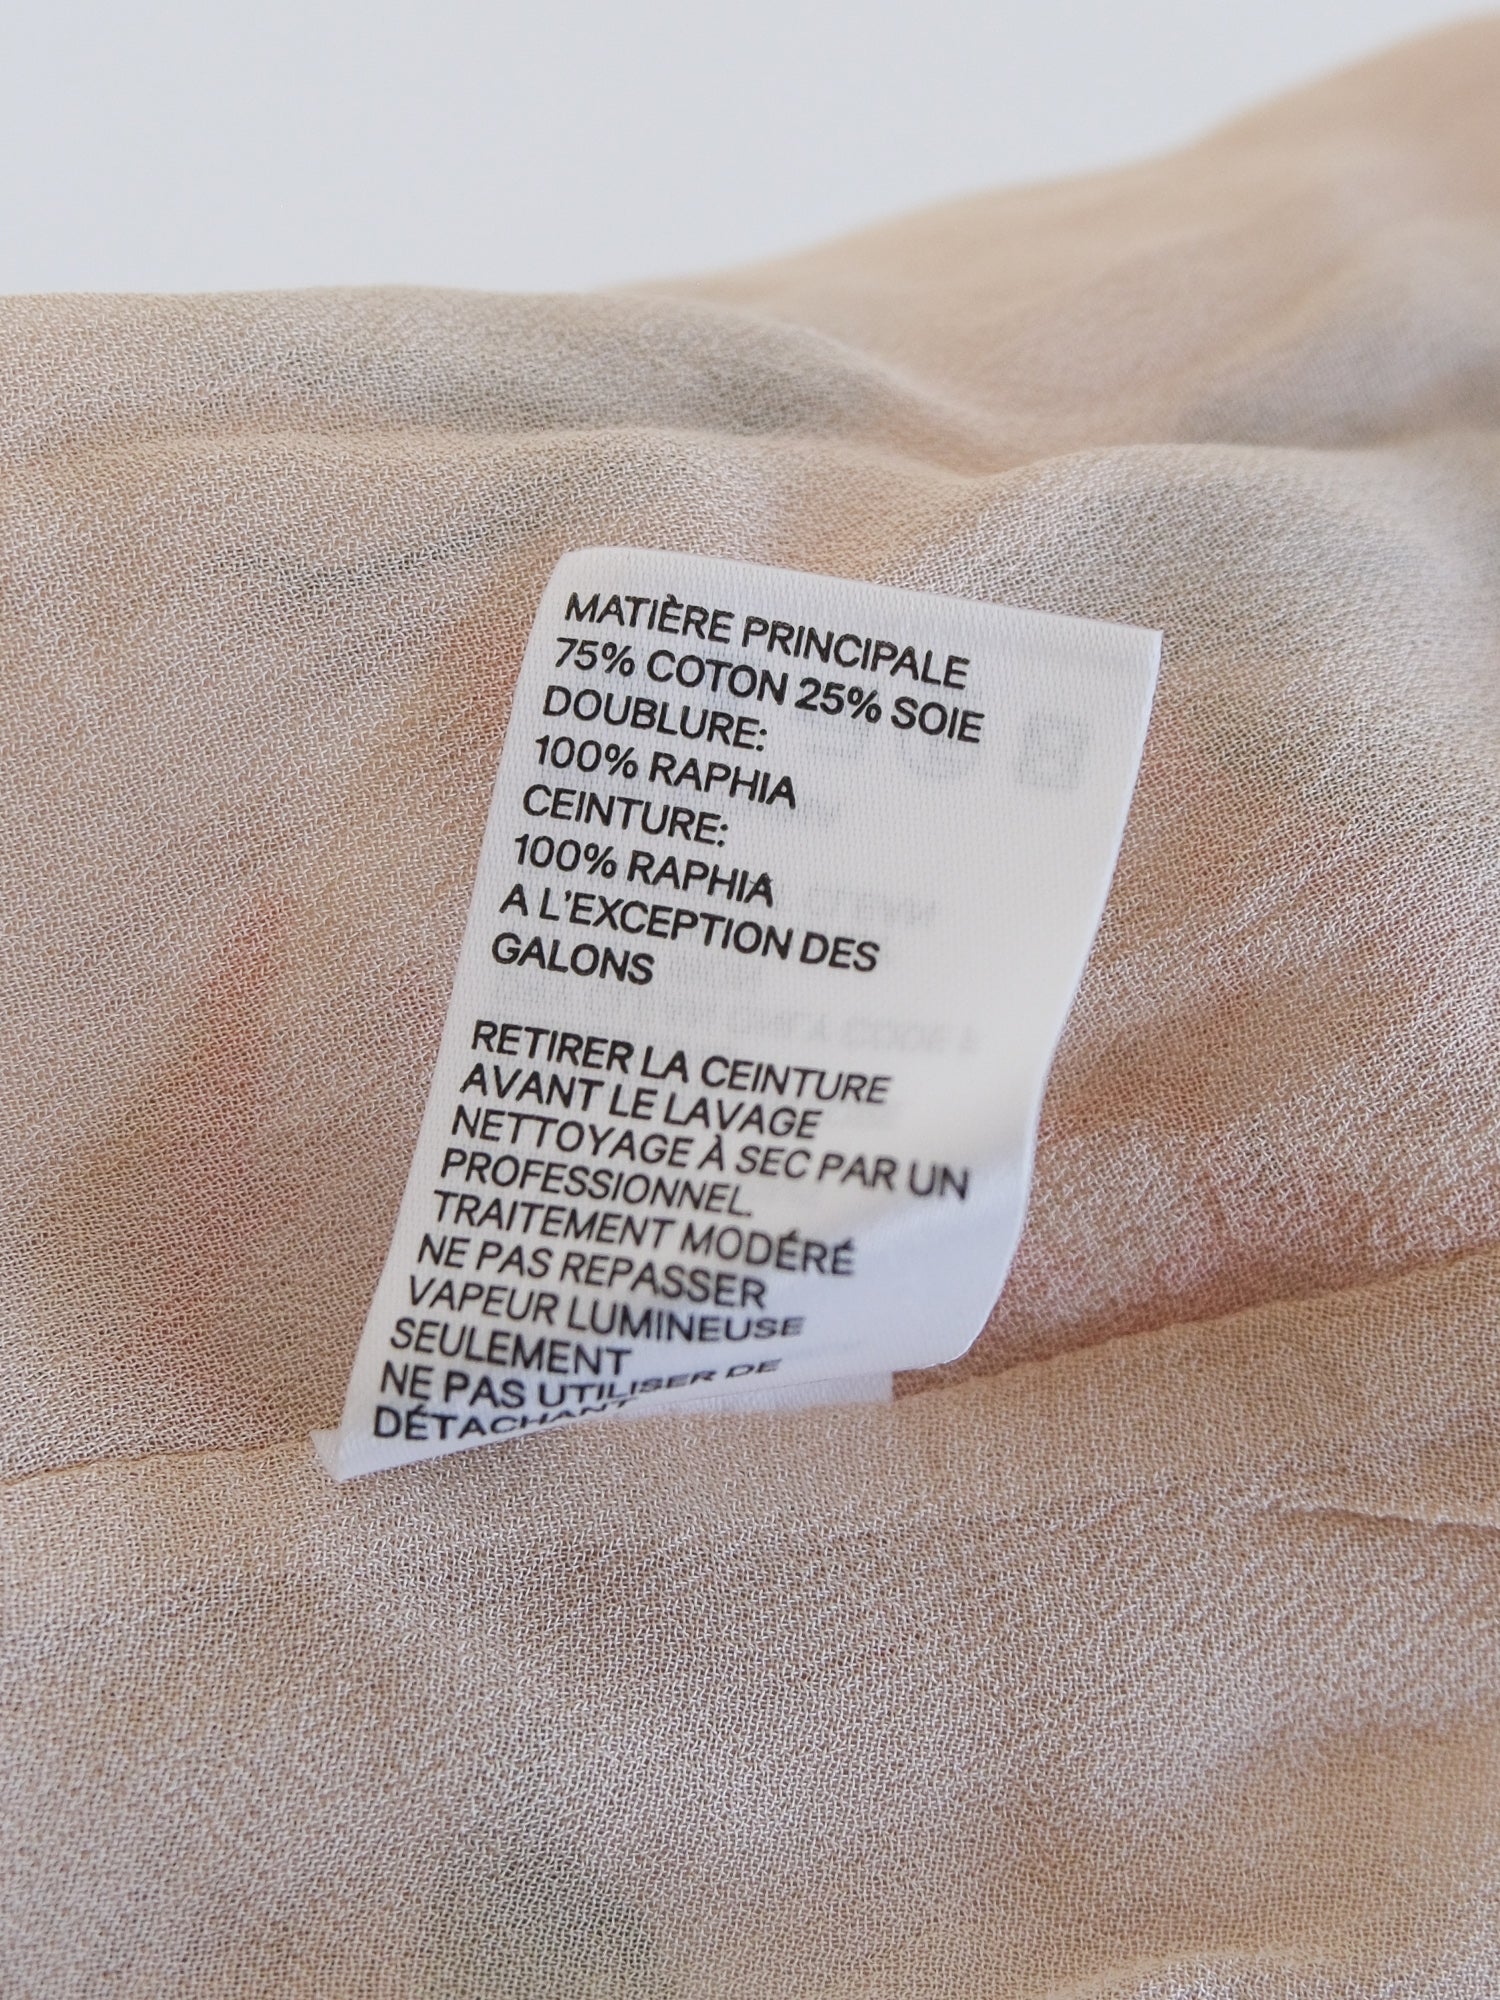 MATIÈRE PRINCIPALE
75% COTON 25% SOIE
DOUBLURE:
100% RAPHIA
CEINTURE:
100% RAPHIA
A L'EXCEPTION DES
GALONS
RETIRER LA CEINTURE
AVANT LE LAVAGE
NETTOYAGE À SEC PAR UN
PROFESSIONNEL.
TRAITEMENT MODÉRÉ
NE PAS REPASSER
VAPEUR LUMINEUSE
SEULEMENT
NE PAS UTILISER DE
DÉTACHANT